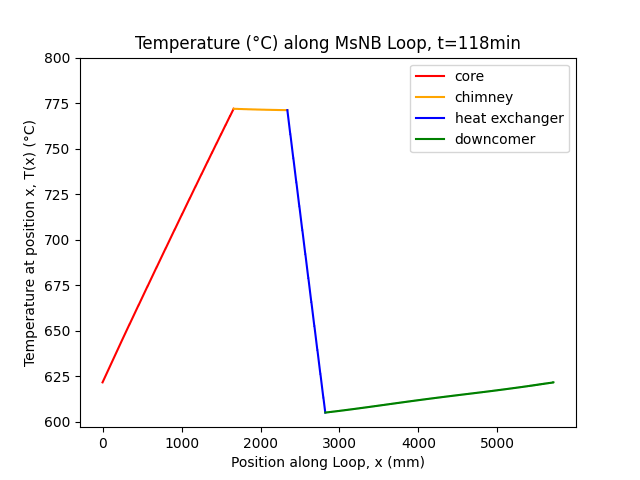 Temperature (°C) along MsNB Loop, t=118min
800
775
750
725
700
675
650
625
600
Temperature at position x, T(x) (°C)
core
chimney
heat exchanger
downcomer
0 1000 2000 3000 4000 5000
Position along Loop, x (mm)